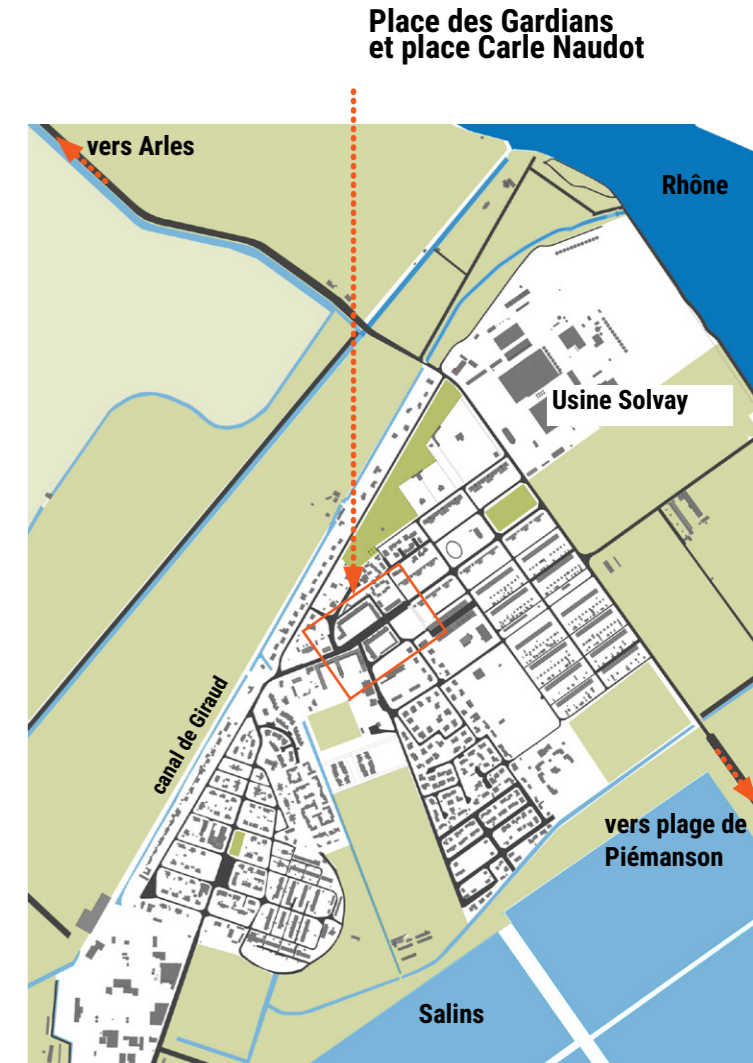 Place des Gardians
et place Carle Naudot
vers Arles
Rhône
Usine Solvay
canal de Giraud
vers plage de
Piémanson
Salins